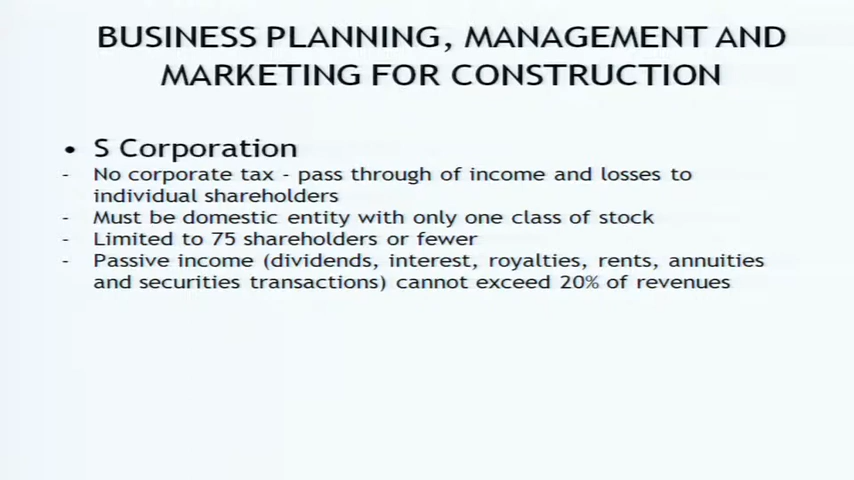 BUSINESS PLANNING, MANAGEMENT AND
MARKETING FOR CONSTRUCTION
• S Corporation
- No corporate tax - pass through of income and losses to
individual shareholders
- Must be domestic entity with only one class of stock
- Limited to 75 shareholders or fewer
- Passive income (dividends, interest, royalties, rents, annuities
and securities transactions) cannot exceed 20% of revenues